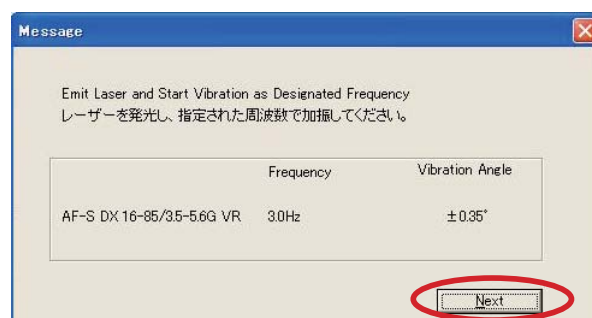 Message
Emit Laser and Start Vibration as Designated Frequency
レーザーを発光し、指定された周波数で加振してください。
Frequency Vibration Angle
AF-S DX 16-85/3.5-5.6G VR 3.0Hz ±0.35°
Next